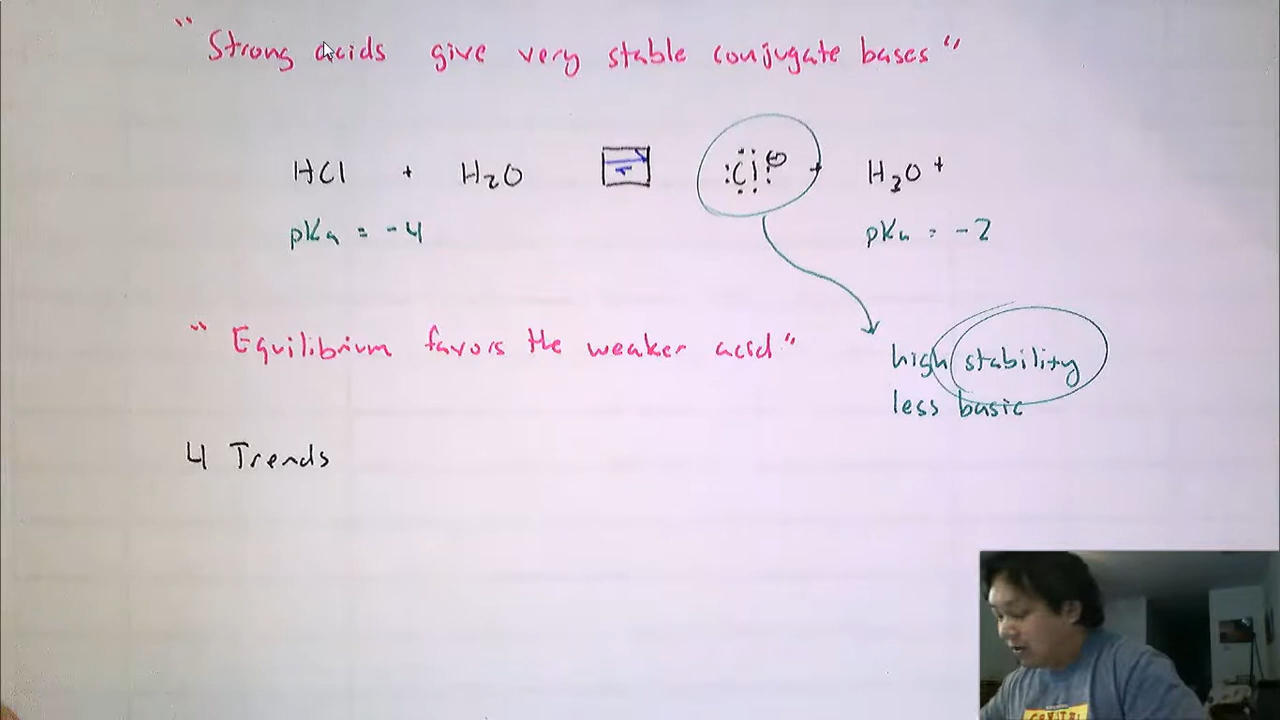 "Strong acids give very stable conjugate bases"
HCl + H₂O :Cl:⊖ + H₃O⁺
pKa = -4 pKa = -2
"Equilibrium favors the weaker acid"
high stability
less basic
4 Trends